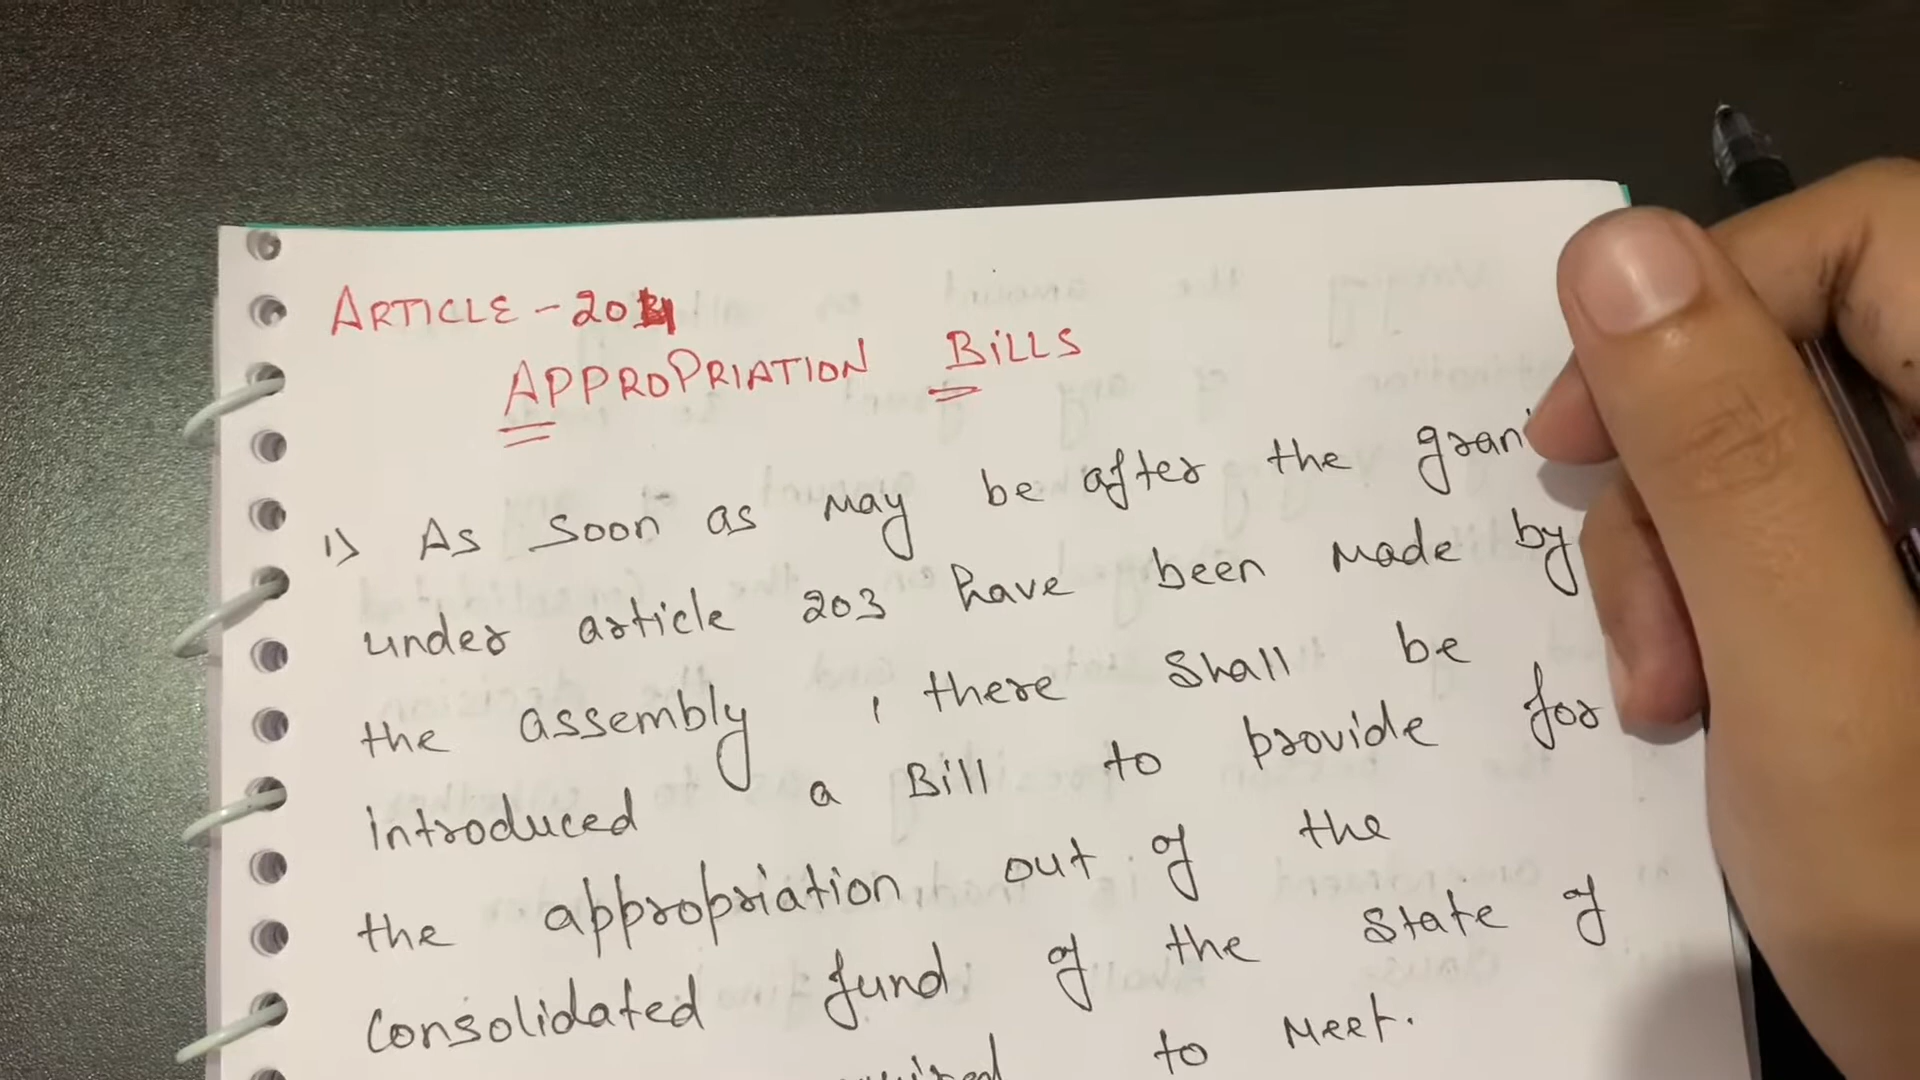 ARTICLE - 204
APPROPRIATION BiLLS
1) As soon as may be after the
under article 203 have been made by
the assembly, there shall be
introduced a Bill to provide for
the appropriation out of the
consolidated fund of the state of
to meet.